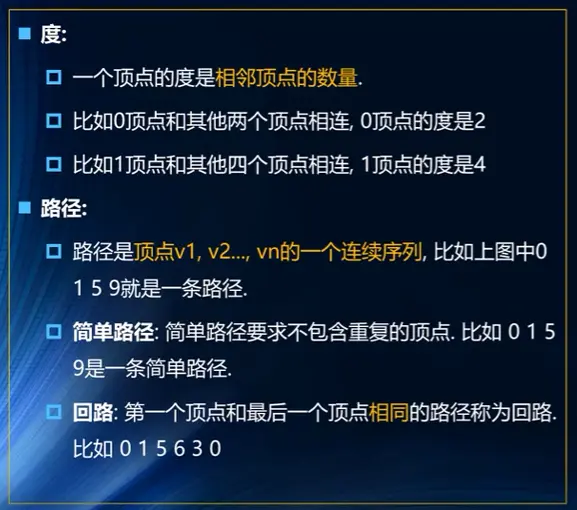 度:
一个顶点的度是相邻顶点的数量.
比如0顶点和其他两个顶点相连, 0顶点的度是2
比如1顶点和其他四个顶点相连, 1顶点的度是4
路径:
路径是顶点v1, v2..., vn的一个连续序列, 比如上图中0
1 5 9就是一条路径.
简单路径: 简单路径要求不包含重复的顶点. 比如 0 1 5
9是一条简单路径.
回路: 第一个顶点和最后一个顶点相同的路径称为回路.
比如 0 1 5 6 3 0